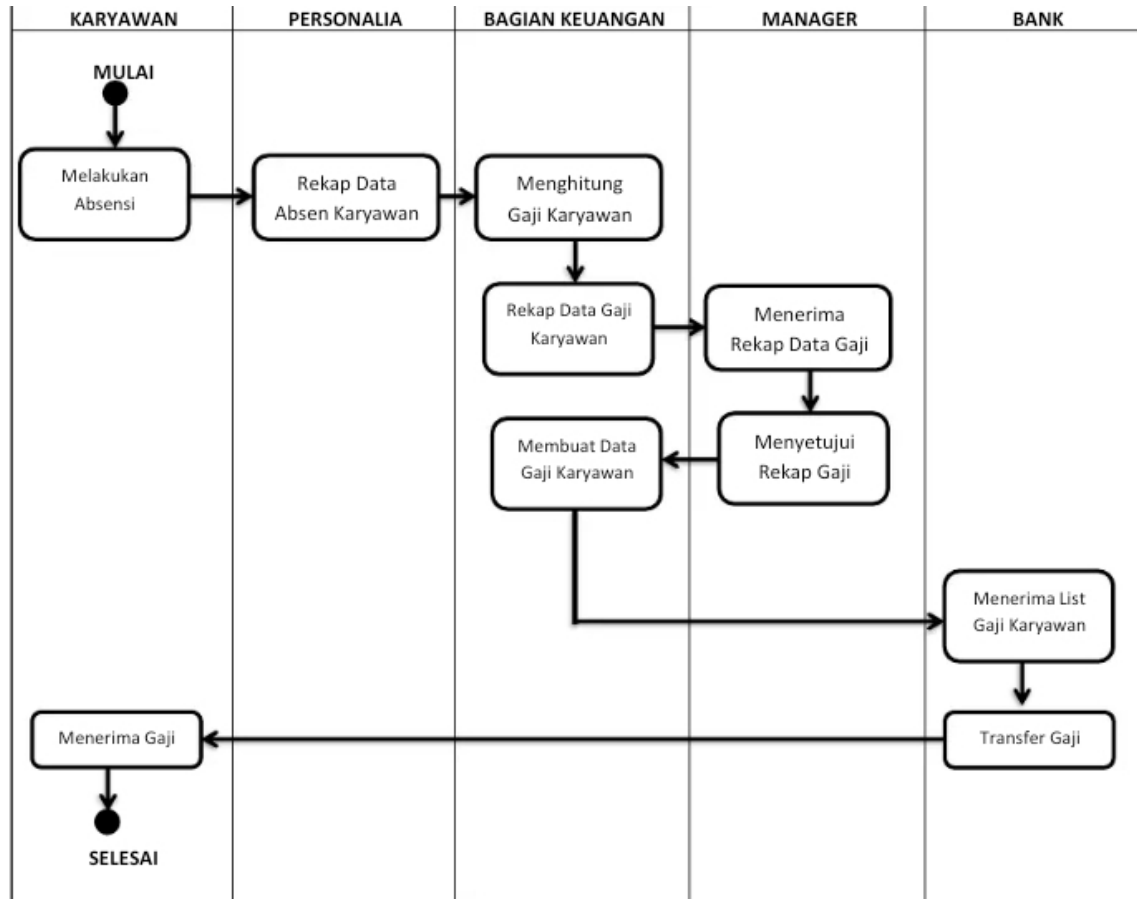 KARYAWAN
PERSONALIA
BAGIAN KEUANGAN
MANAGER
BANK
MULAI
Melakukan
Absensi
Rekap Data
Absen Karyawan
Menghitung
Gaji Karyawan
Rekap Data Gaji
Karyawan
Menerima
Rekap Data Gaji
Menyetujui
Rekap Gaji
Membuat Data
Gaji Karyawan
Menerima List
Gaji Karyawan
Transfer Gaji
Menerima Gaji
SELESAI